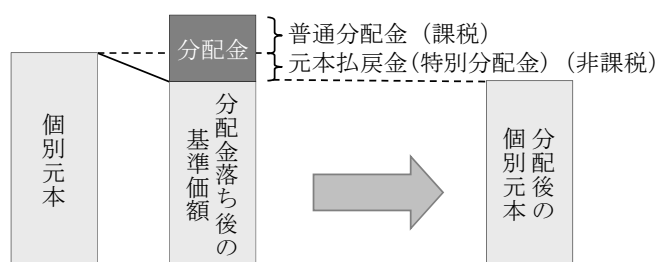 分配金
普通分配金（課税）
元本払戻金（特別分配金）（非課税）
個別元本
分配金落ち後の
基準価額
分配後の
個別元本